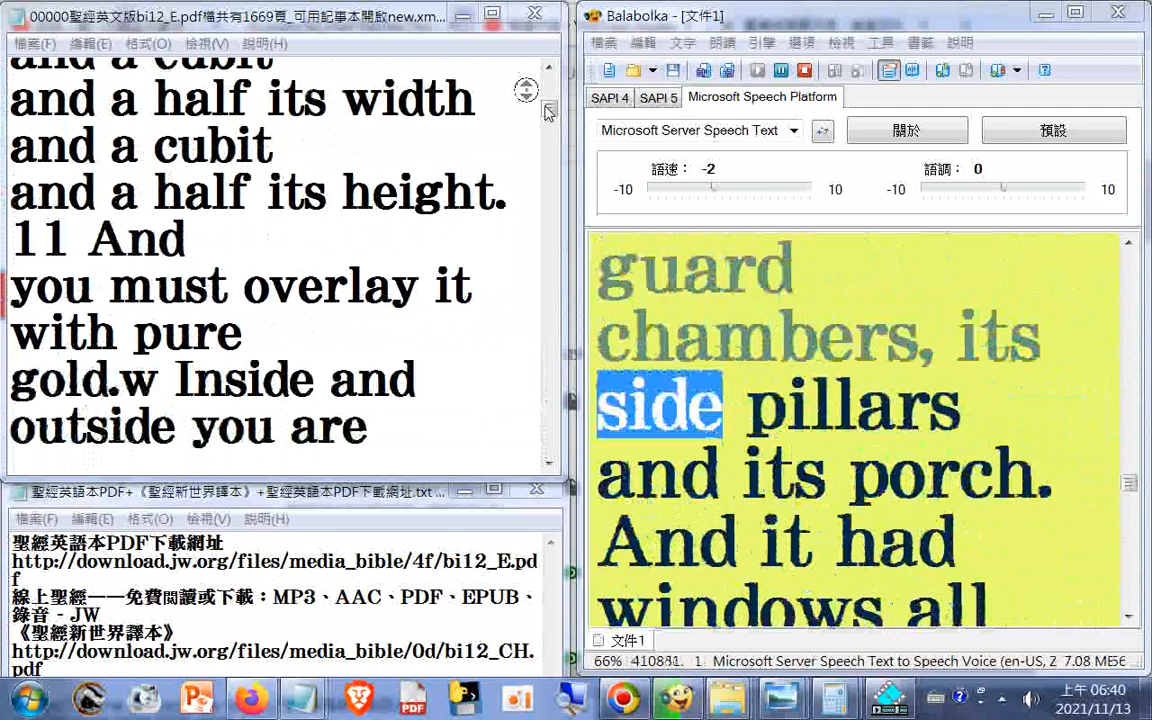 00000聖經英文版bi12_E.pdf檔共有1669頁_可用記事本開啟new.xm...
檔案(F) 編輯(E) 格式(O) 檢視(V) 說明(H)
and a cubit
and a half its width
and a cubit
and a half its height.
11 And
you must overlay it
with pure
gold.w Inside and
outside you are
聖經英語本PDF+《聖經新世界譯本》+聖經英語本PDF下載網址.txt ...
檔案(F) 編輯(E) 格式(O) 檢視(V) 說明(H)
聖經英語本PDF下載網址
http://download.jw.org/files/media_bible/4f/bi12_E.pd
f
線上聖經——免費閱讀或下載：MP3、AAC、PDF、EPUB、
錄音 - JW
《聖經新世界譯本》
http://download.jw.org/files/media_bible/0d/bi12_CH.
pdf
Balabolka - [文件1]
檔案 編輯 文字 朗讀 引擎 選項 檢視 工具 書籤 說明
SAPI 4 SAPI 5 Microsoft Speech Platform
Microsoft Server Speech Text 關於 預設
語速： -2 語調： 0
-10 10 -10 10
guard
chambers, its
side pillars
and its porch.
And it had
windows all
文件1
66% 1 Microsoft Server Speech Text to Speech Voice (en-US, Z 7.08 ME
PDF
上午 06:40
2021/11/13